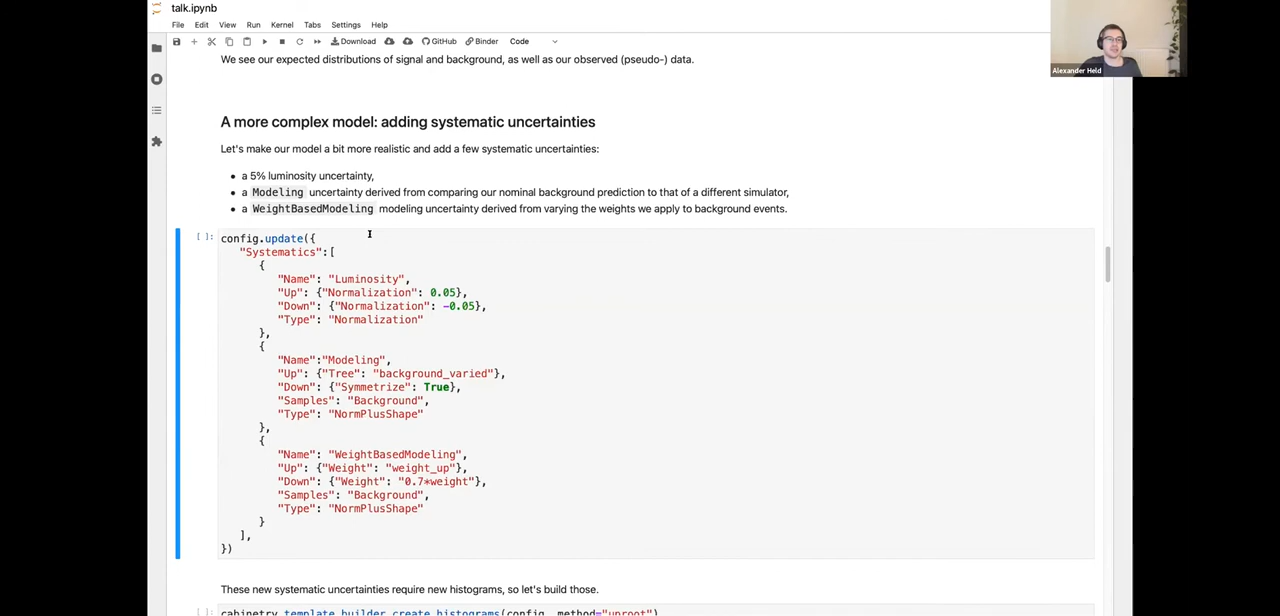 talk.ipynb
File Edit View Run Kernel Tabs Settings Help
Download GitHub Binder Code
We see our expected distributions of signal and background, as well as our observed (pseudo-) data.
Alexander Held
A more complex model: adding systematic uncertainties
Let's make our model a bit more realistic and add a few systematic uncertainties:
• a 5% luminosity uncertainty,
• a Modeling uncertainty derived from comparing our nominal background prediction to that of a different simulator,
• a WeightBasedModeling modeling uncertainty derived from varying the weights we apply to background events.
[ ]: config.update({
"Systematics":[
{
"Name": "Luminosity",
"Up": {"Normalization": 0.05},
"Down": {"Normalization": -0.05},
"Type": "Normalization"
},
{
"Name":"Modeling",
"Up": {"Tree": "background_varied"},
"Down": {"Symmetrize": True},
"Samples": "Background",
"Type": "NormPlusShape"
},
{
"Name": "WeightBasedModeling",
"Up": {"Weight": "weight_up"},
"Down": {"Weight": "0.7*weight"},
"Samples": "Background",
"Type": "NormPlusShape"
}
],
})
These new systematic uncertainties require new histograms, so let's build those.
[ ]: cabinetry.template_builder.create_histograms(config, method="uproot")